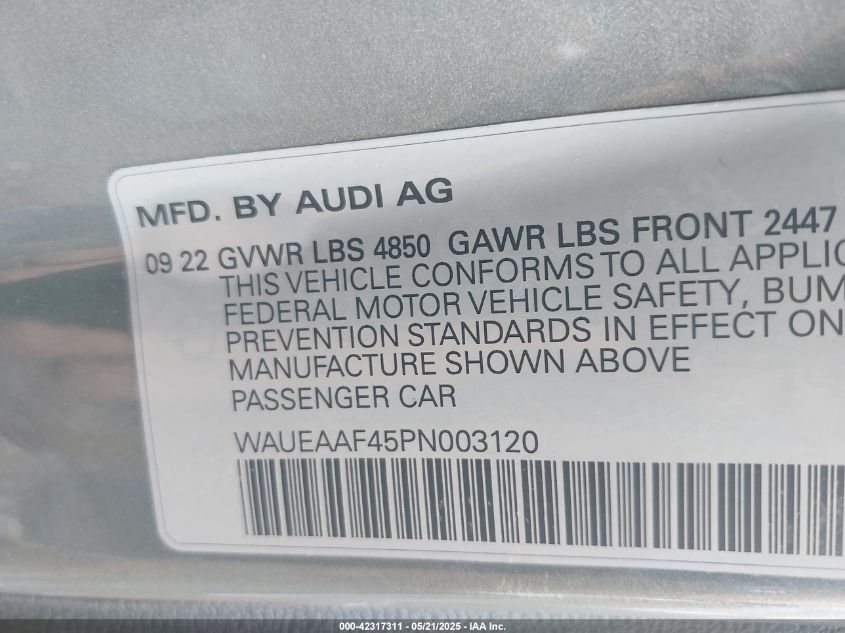 MFD. BY AUDI AG
09 22 GVWR LBS 4850 GAWR LBS FRONT 2447
THIS VEHICLE CONFORMS TO ALL APPLIC
FEDERAL MOTOR VEHICLE SAFETY, BUM
PREVENTION STANDARDS IN EFFECT ON
MANUFACTURE SHOWN ABOVE
PASSENGER CAR
WAUEAAF45PN003120
000-42317311 - 05/21/2025 - IAA Inc.